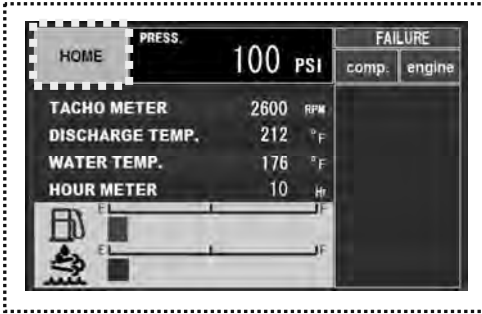 HOME PRESS. 100 PSI FAILURE
comp. engine
TACHO METER 2600 RPM
DISCHARGE TEMP. 212 °F
WATER TEMP. 176 °F
HOUR METER 10 Hr
E F
E F